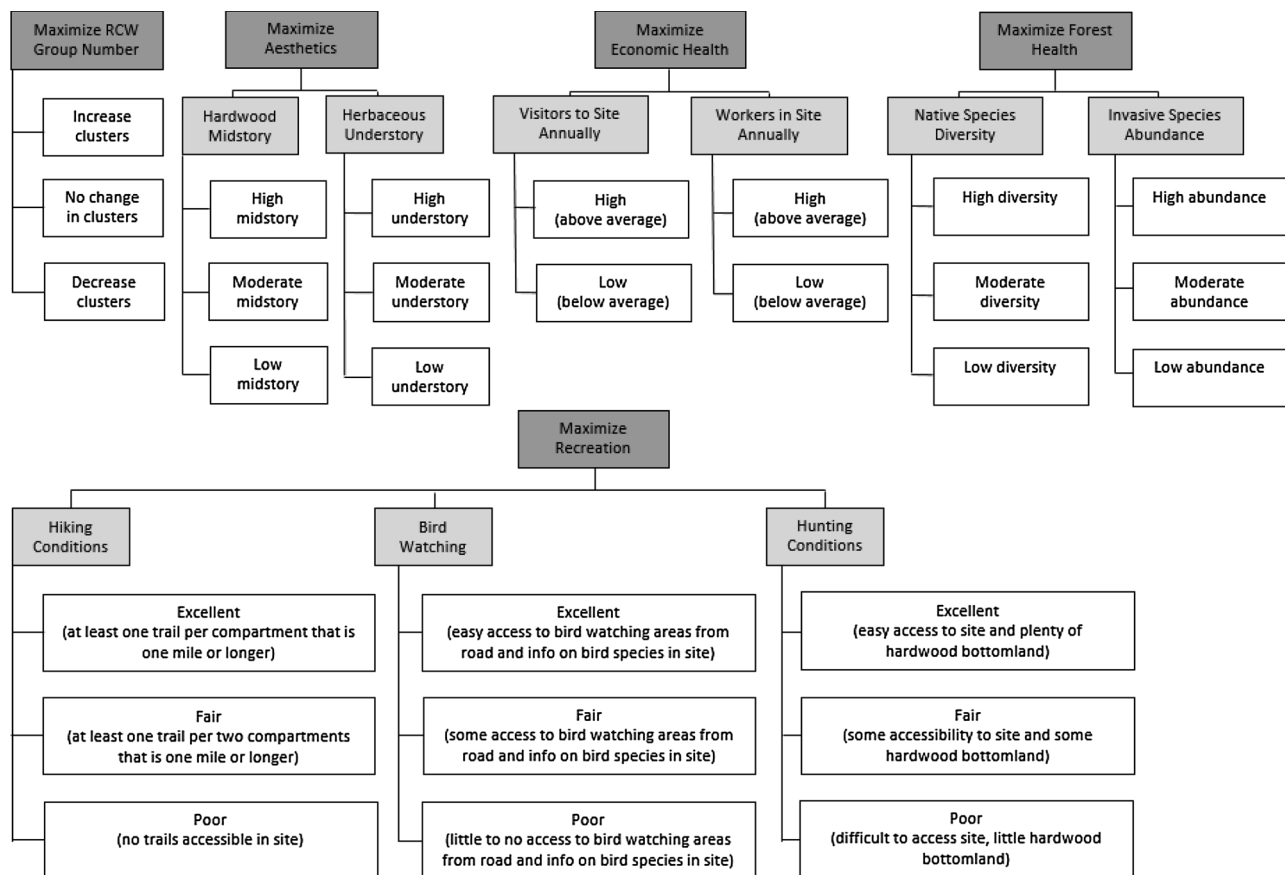 Maximize RCW
Group Number
Increase
clusters
No change
in clusters
Decrease
clusters
Maximize
Aesthetics
Hardwood
Midstory
High
midstory
Moderate
midstory
Low
midstory
Herbaceous
Understory
High
understory
Moderate
understory
Low
understory
Maximize
Economic Health
Visitors to Site
Annually
High
(above average)
Low
(below average)
Workers in Site
Annually
High
(above average)
Low
(below average)
Maximize Forest
Health
Native Species
Diversity
High diversity
Moderate
diversity
Low diversity
Invasive Species
Abundance
High abundance
Moderate
abundance
Low abundance
Maximize
Recreation
Hiking
Conditions
Excellent
(at least one trail per compartment that is
one mile or longer)
Fair
(at least one trail per two compartments
that is one mile or longer)
Poor
(no trails accessible in site)
Bird
Watching
Excellent
(easy access to bird watching areas from
road and info on bird species in site)
Fair
(some access to bird watching areas from
road and info on bird species in site)
Poor
(little to no access to bird watching areas
from road and info on bird species in site)
Hunting
Conditions
Excellent
(easy access to site and plenty of
hardwood bottomland)
Fair
(some accessibility to site and some
hardwood bottomland)
Poor
(difficult to access site, little hardwood
bottomland)